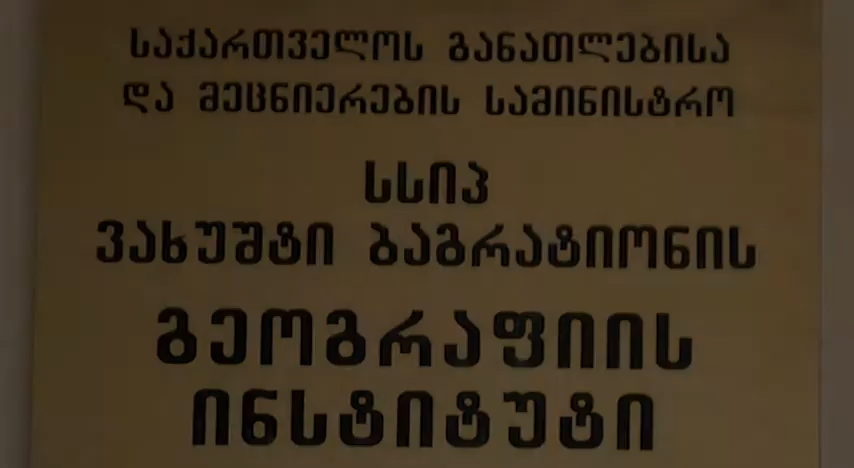 საქართველოს განათლებისა
და მეცნიერების სამინისტრო
სსიპ
ვახუშტი ბაგრატიონის
გეოგრაფიის
ინსტიტუტი